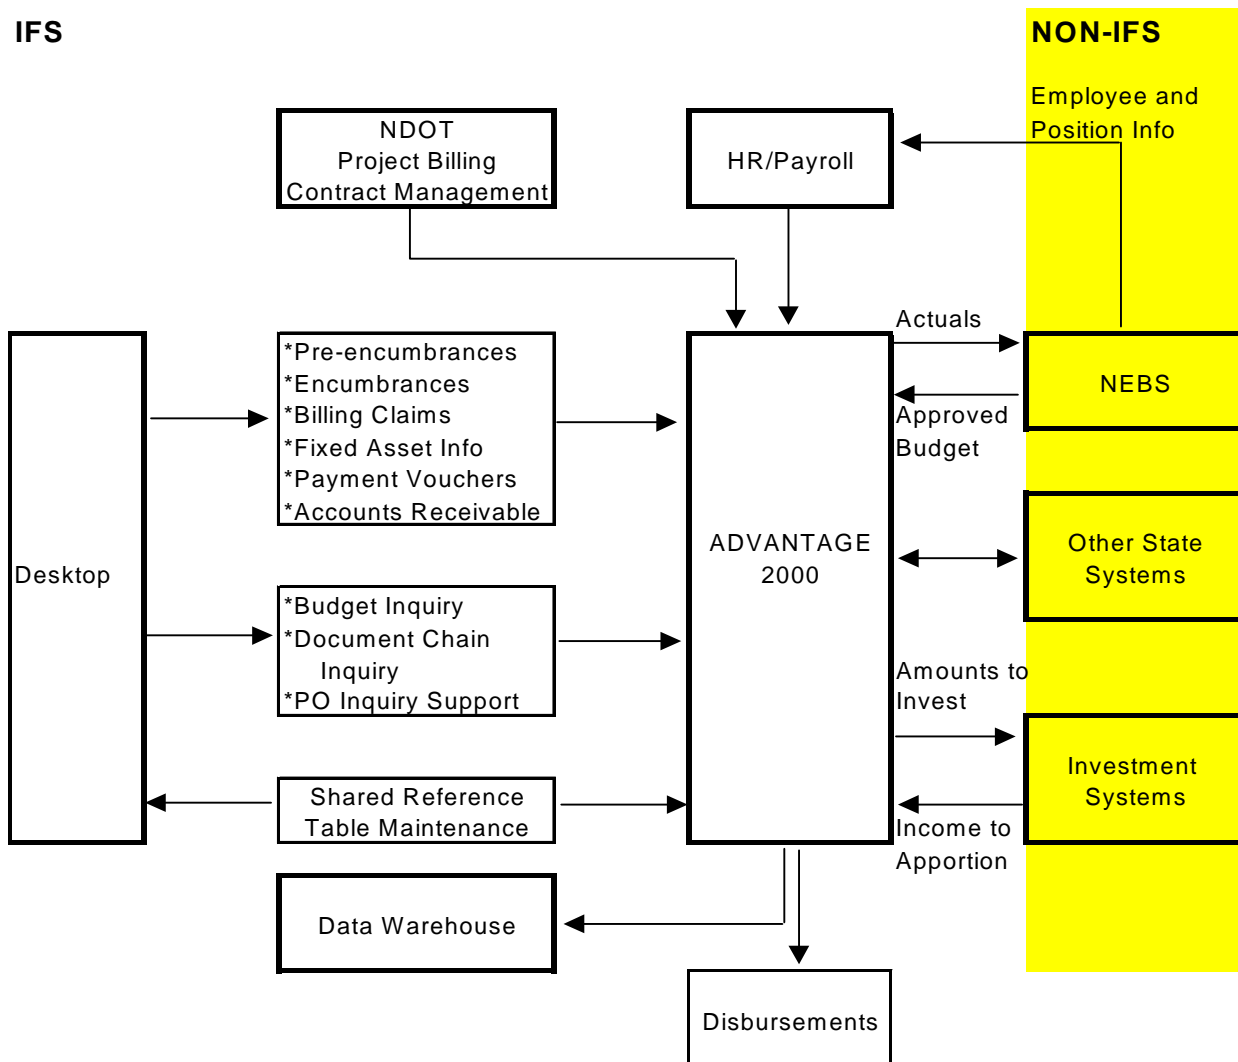 IFS
NON-IFS
Employee and
Position Info
NDOT
Project Billing
Contract Management
HR/Payroll
Actuals
NEBS
Approved
Budget
*Pre-encumbrances
*Encumbrances
*Billing Claims
*Fixed Asset Info
*Payment Vouchers
*Accounts Receivable
Desktop
ADVANTAGE
2000
Other State
Systems
*Budget Inquiry
*Document Chain
Inquiry
*PO Inquiry Support
Amounts to
Invest
Investment
Systems
Shared Reference
Table Maintenance
Income to
Apportion
Data Warehouse
Disbursements